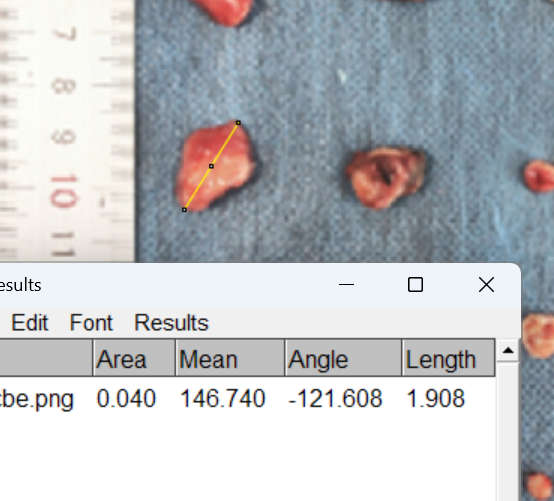 7
8
9
10
11
esults
Edit Font Results
Area Mean Angle Length
cbe.png 0.040 146.740 -121.608 1.908